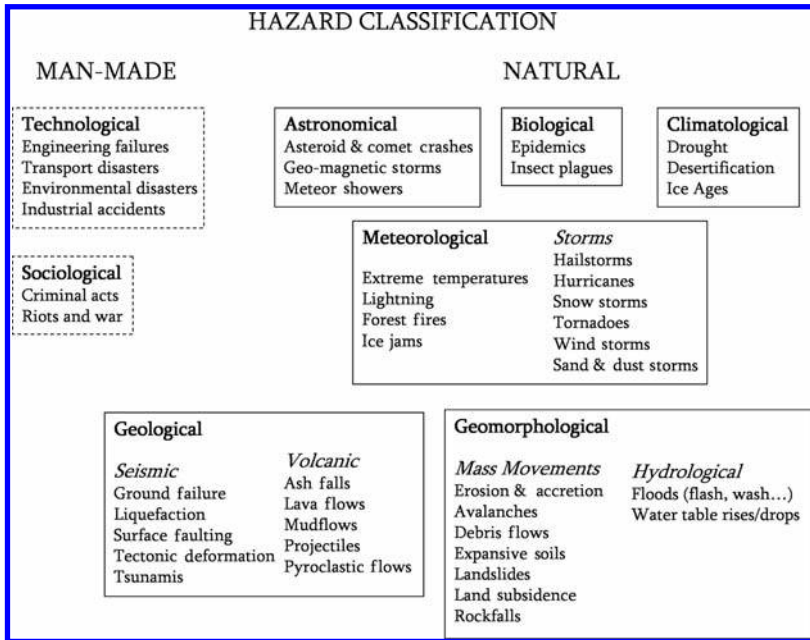 HAZARD CLASSIFICATION
MAN-MADE
NATURAL
Technological
Engineering failures
Transport disasters
Environmental disasters
Industrial accidents
Astronomical
Asteroid & comet crashes
Geo-magnetic storms
Meteor showers
Biological
Epidemics
Insect plagues
Climatological
Drought
Desertification
Ice Ages
Sociological
Criminal acts
Riots and war
Meteorological
Extreme temperatures
Lightning
Forest fires
Ice jams
Storms
Hailstorms
Hurricanes
Snow storms
Tornadoes
Wind storms
Sand & dust storms
Geological
Seismic
Ground failure
Liquefaction
Surface faulting
Tectonic deformation
Tsunamis
Volcanic
Ash falls
Lava flows
Mudflows
Projectiles
Pyroclastic flows
Geomorphological
Mass Movements
Erosion & accretion
Avalanches
Debris flows
Expansive soils
Landslides
Land subsidence
Rockfalls
Hydrological
Floods (flash, wash...)
Water table rises/drops